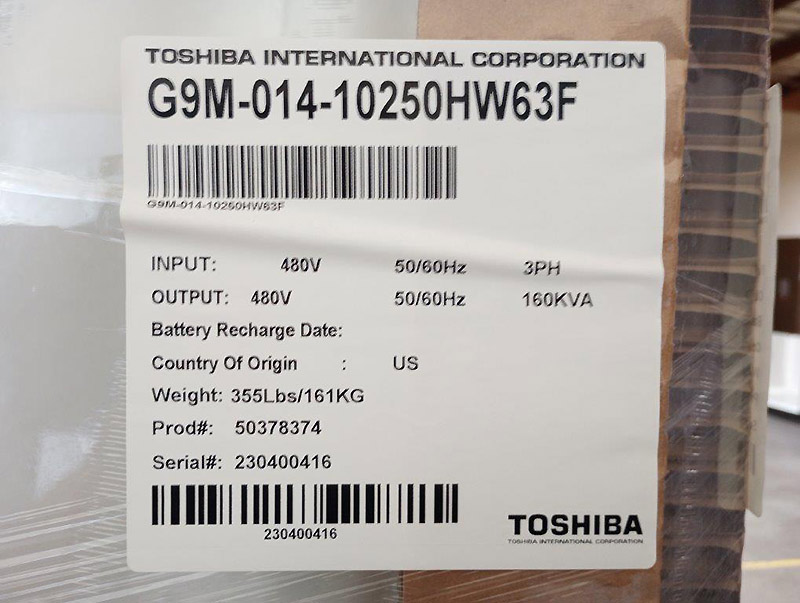 TOSHIBA INTERNATIONAL CORPORATION
G9M-014-10250HW63F
G9M-014-10250HW63F
INPUT: 480V 50/60Hz 3PH
OUTPUT: 480V 50/60Hz 160KVA
Battery Recharge Date:
Country Of Origin : US
Weight: 355Lbs/161KG
Prod#: 50378374
Serial#: 230400416
230400416
TOSHIBA
TOSHIBA INTERNATIONAL CORPORATION